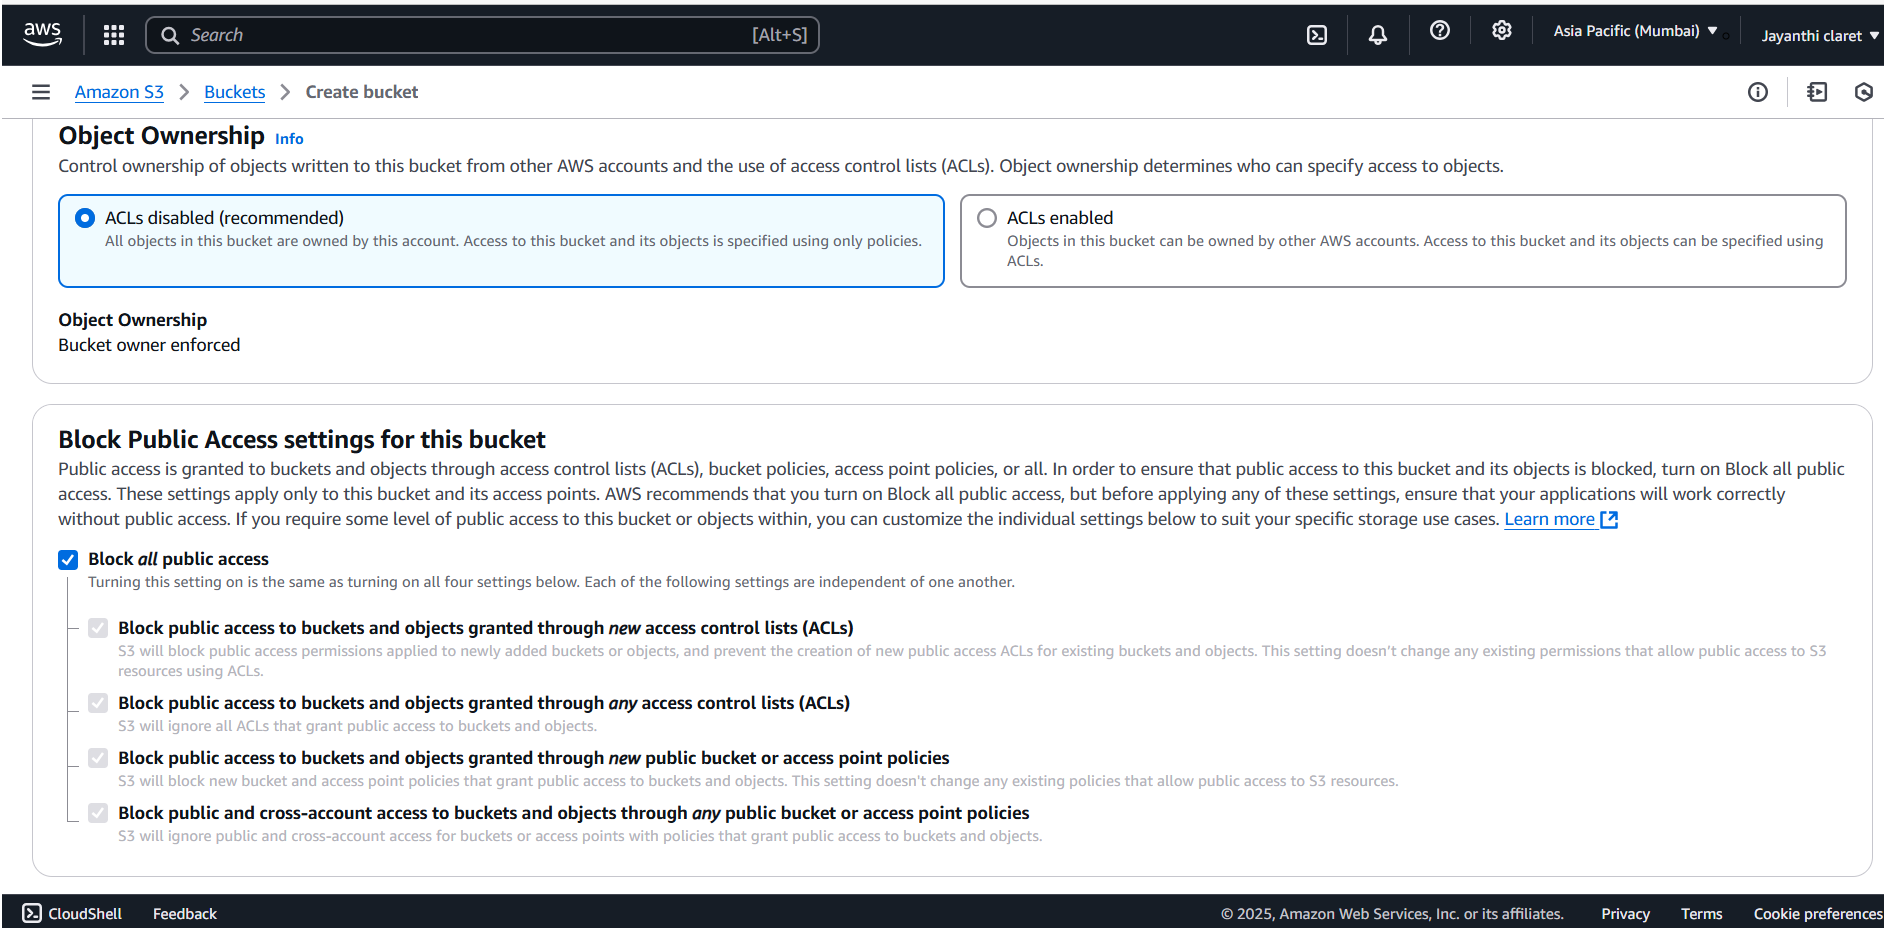 aws
Search [Alt+S]
Asia Pacific (Mumbai)
Jayanthi claret
Amazon S3 > Buckets > Create bucket
Object Ownership Info
Control ownership of objects written to this bucket from other AWS accounts and the use of access control lists (ACLs). Object ownership determines who can specify access to objects.
ACLs disabled (recommended)
All objects in this bucket are owned by this account. Access to this bucket and its objects is specified using only policies.
ACLs enabled
Objects in this bucket can be owned by other AWS accounts. Access to this bucket and its objects can be specified using
ACLs.
Object Ownership
Bucket owner enforced
Block Public Access settings for this bucket
Public access is granted to buckets and objects through access control lists (ACLs), bucket policies, access point policies, or all. In order to ensure that public access to this bucket and its objects is blocked, turn on Block all public
access. These settings apply only to this bucket and its access points. AWS recommends that you turn on Block all public access, but before applying any of these settings, ensure that your applications will work correctly
without public access. If you require some level of public access to this bucket or objects within, you can customize the individual settings below to suit your specific storage use cases. Learn more
Block all public access
Turning this setting on is the same as turning on all four settings below. Each of the following settings are independent of one another.
Block public access to buckets and objects granted through new access control lists (ACLs)
S3 will block public access permissions applied to newly added buckets or objects, and prevent the creation of new public access ACLs for existing buckets and objects. This setting doesn't change any existing permissions that allow public access to S3
resources using ACLs.
Block public access to buckets and objects granted through any access control lists (ACLs)
S3 will ignore all ACLs that grant public access to buckets and objects.
Block public access to buckets and objects granted through new public bucket or access point policies
S3 will block new bucket and access point policies that grant public access to buckets and objects. This setting doesn't change any existing policies that allow public access to S3 resources.
Block public and cross-account access to buckets and objects through any public bucket or access point policies
S3 will ignore public and cross-account access for buckets or access points with policies that grant public access to buckets and objects.
CloudShell Feedback © 2025, Amazon Web Services, Inc. or its affiliates. Privacy Terms Cookie preferences